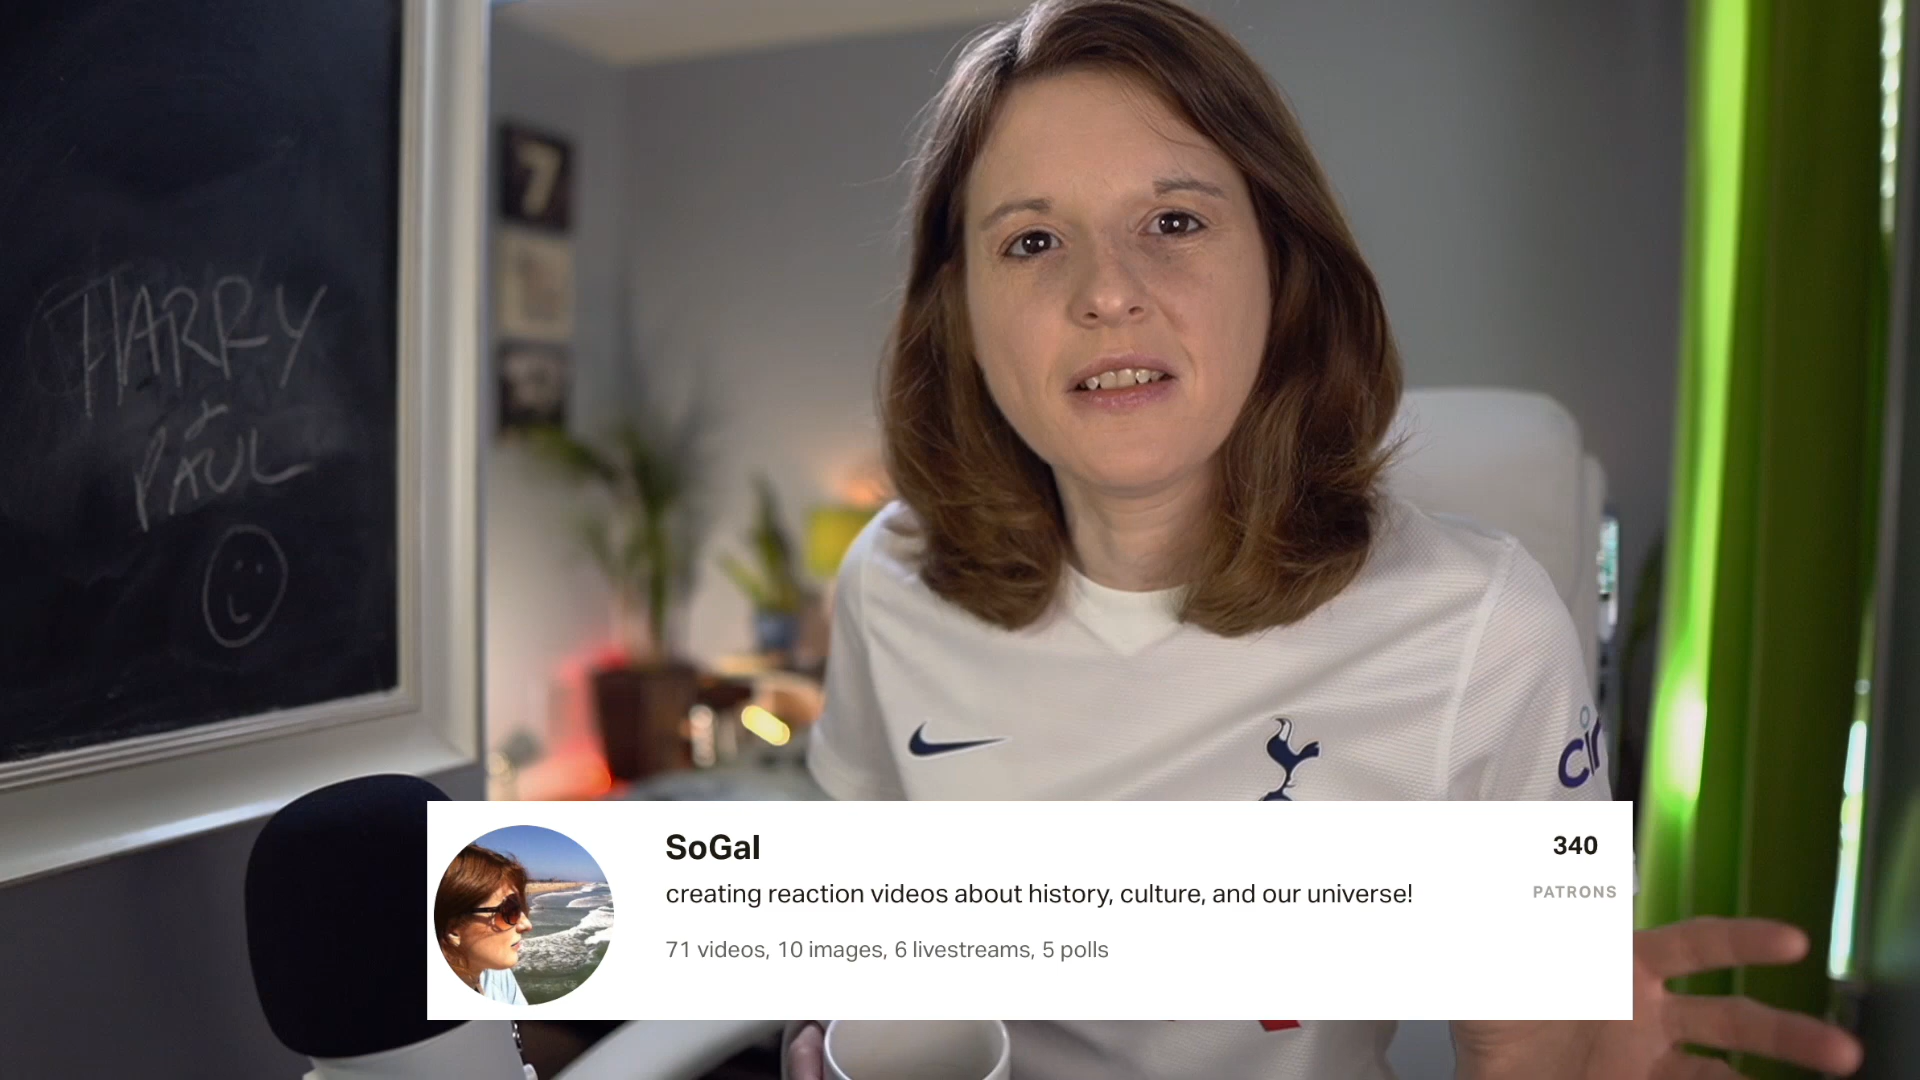 HARRY
&
PAUL
7
cin
SoGal
340
creating reaction videos about history, culture, and our universe!
PATRONS
71 videos, 10 images, 6 livestreams, 5 polls